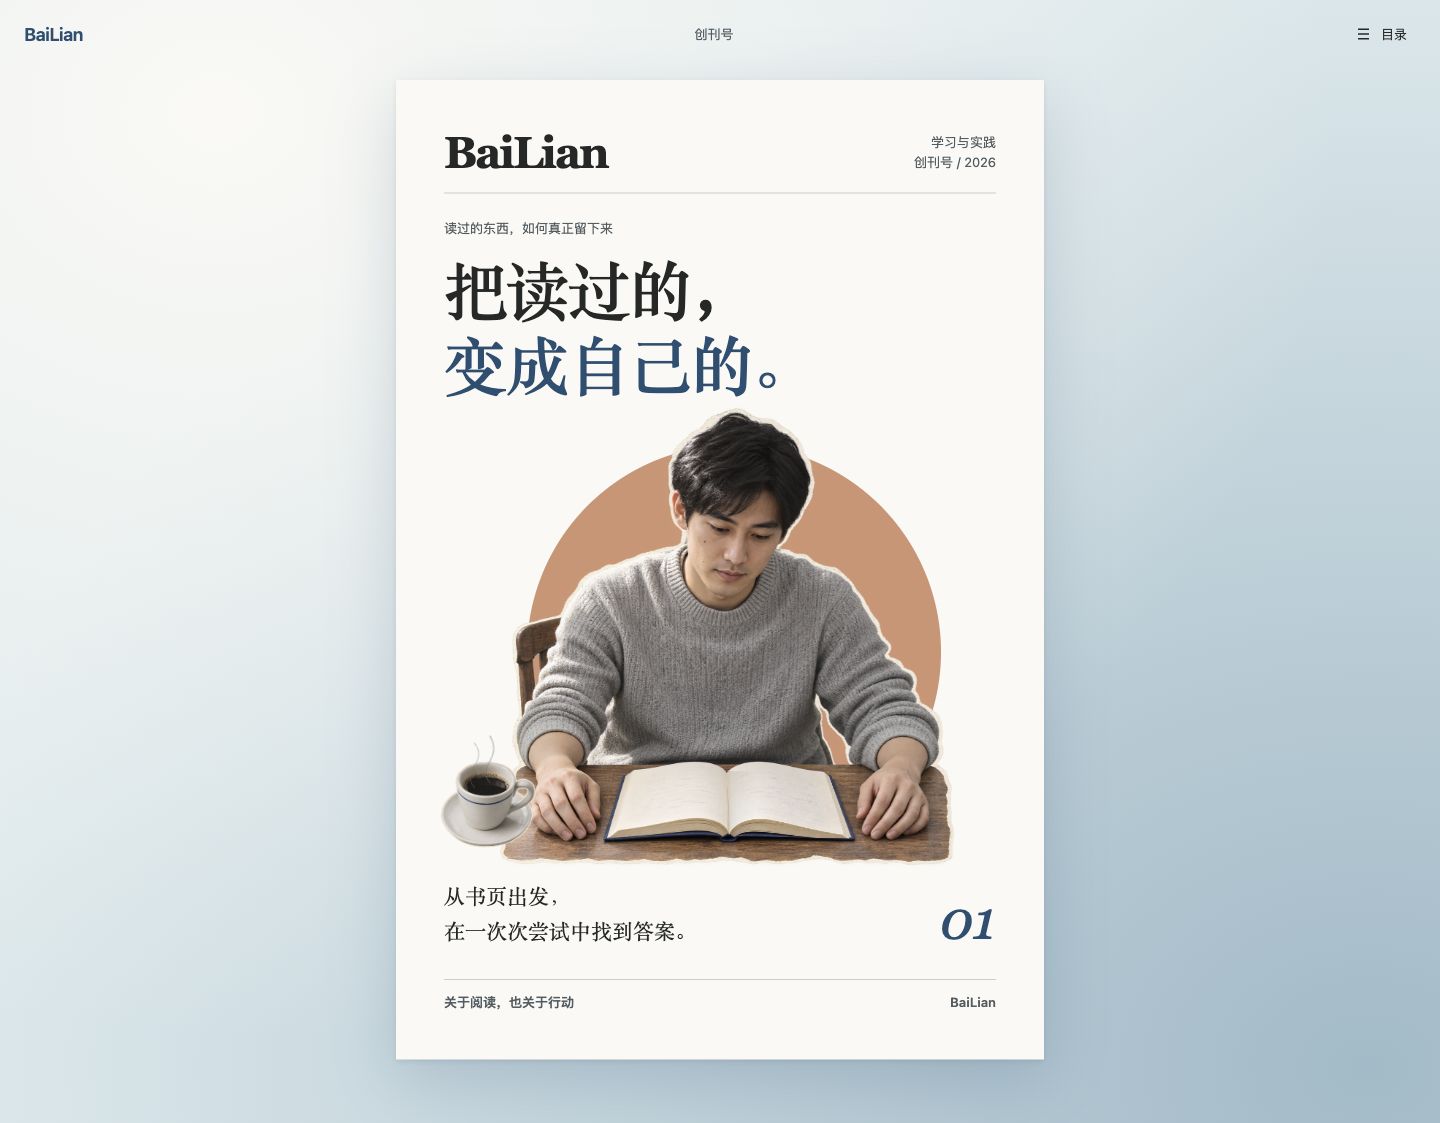 BaiLian
创刊号
目录
BaiLian
学习与实践
创刊号 / 2026
读过的东西，如何真正留下来
把读过的，
变成自己的。
从书页出发，
在一次次尝试中找到答案。
01
关于阅读，也关于行动
BaiLian